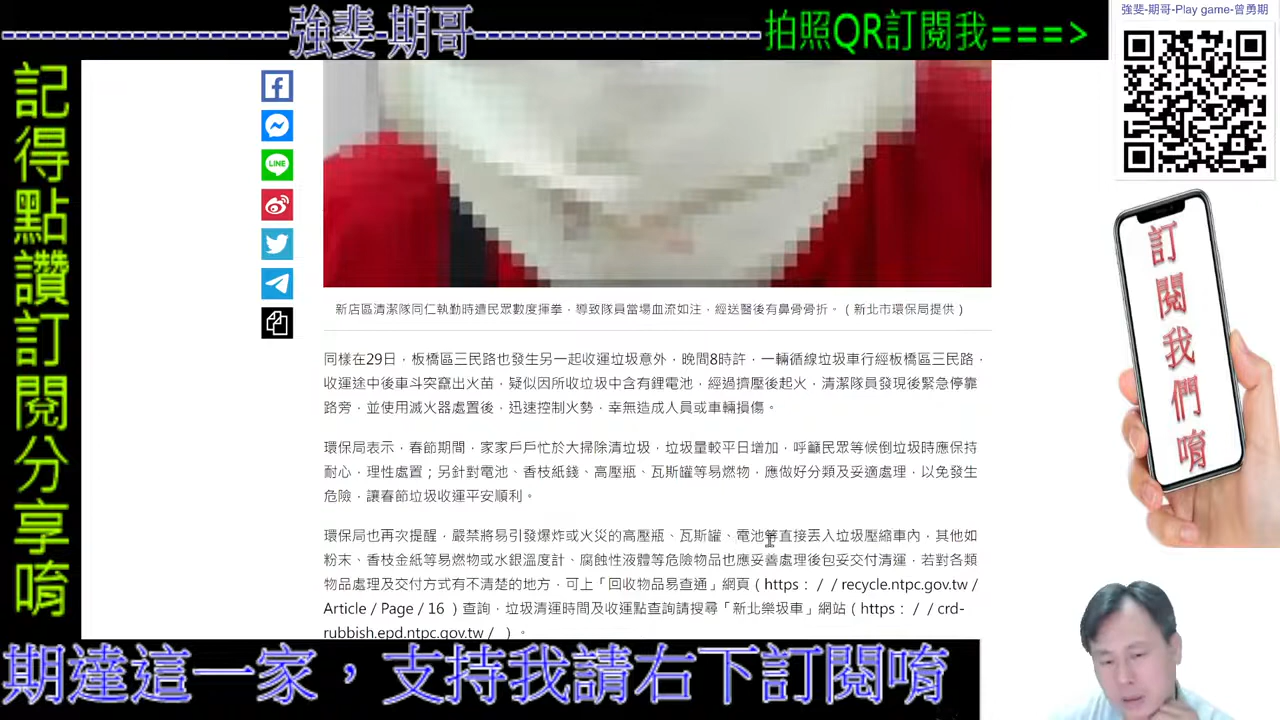 ------------------------強斐-期哥------------------------
拍照QR訂閱我===>
強斐-期哥-Play game-曾勇期
記得點讚訂閱分享唷
LINE
新店區清潔隊同仁執勤時遭民眾數度揮拳，導致隊員當場血流如注，經送醫後有鼻骨骨折。（新北市環保局提供）
同樣在29日，板橋區三民路也發生另一起收運垃圾意外，晚間8時許，一輛循線垃圾車行經板橋區三民路，
收運途中後車斗突竄出火苗，疑似因所收垃圾中含有鋰電池，經過擠壓後起火，清潔隊員發現後緊急停靠
路旁，並使用滅火器處置後，迅速控制火勢，幸無造成人員或車輛損傷。
環保局表示，春節期間，家家戶戶忙於大掃除清垃圾，垃圾量較平日增加，呼籲民眾等候倒垃圾時應保持
耐心，理性處置；另針對電池、香枝紙錢、高壓瓶、瓦斯罐等易燃物，應做好分類及妥適處理，以免發生
危險，讓春節垃圾收運平安順利。
環保局也再次提醒，嚴禁將易引發爆炸或火災的高壓瓶、瓦斯罐、電池等直接丟入垃圾壓縮車內，其他如
粉末、香枝金紙等易燃物或水銀溫度計、腐蝕性液體等危險物品也應妥善處理後包妥交付清運，若對各類
物品處理及交付方式有不清楚的地方，可上「回收物品易查通」網頁（https：//recycle.ntpc.gov.tw/
Article/Page/16）查詢，垃圾清運時間及收運點查詢請搜尋「新北樂圾車」網站（https：//crd-
rubbish.epd.ntpc.gov.tw/ ）。
訂閱我們唷
期達這一家，支持我請右下訂閱唷